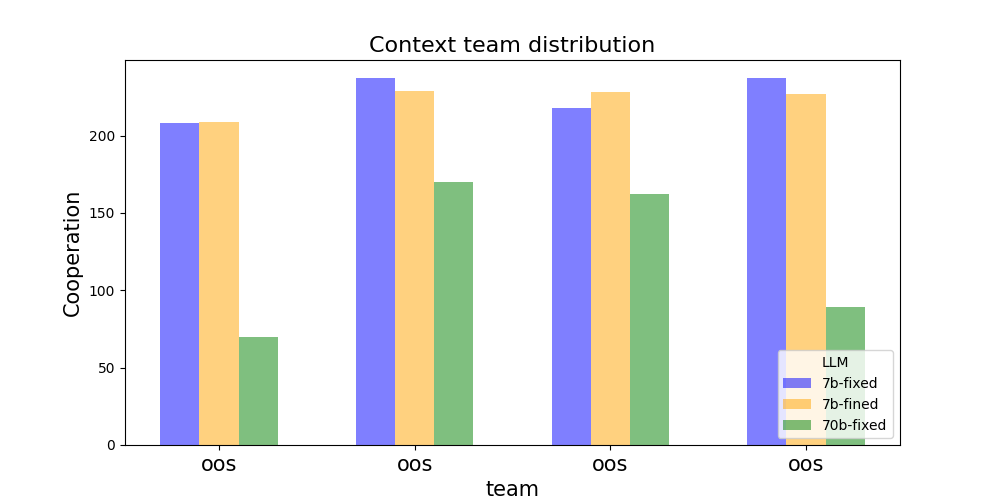 Context team distribution
Cooperation
200
150
100
50
0
LLM
7b-fixed
7b-fined
70b-fixed
oos oos oos oos
team